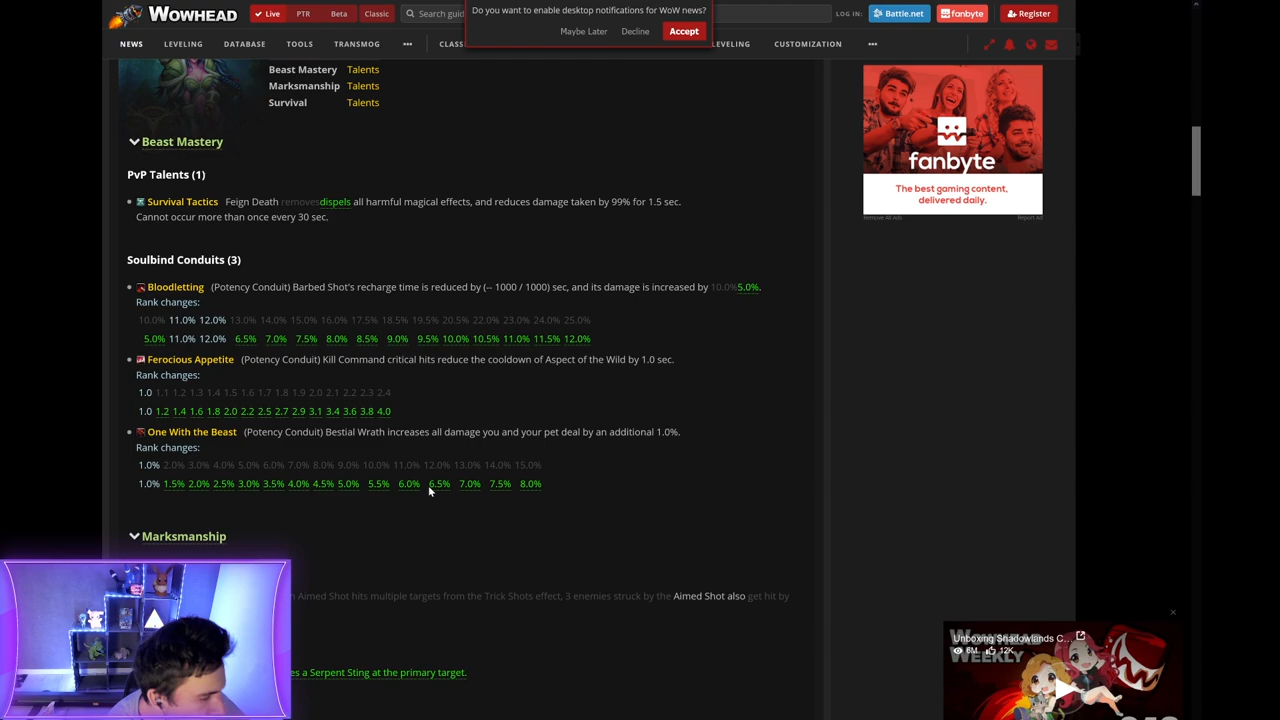 WOWHEAD
Live PTR Beta Classic
Search guid
Do you want to enable desktop notifications for WoW news?
Maybe Later Decline Accept
LOG IN: Battle.net fanbyte Register
NEWS LEVELING DATABASE TOOLS TRANSMOG ••• CLASS LEVELING CUSTOMIZATION •••
Beast Mastery Talents
Marksmanship Talents
Survival Talents
Beast Mastery
PvP Talents (1)
Survival Tactics Feign Death removesdispels all harmful magical effects, and reduces damage taken by 99% for 1.5 sec.
Cannot occur more than once every 30 sec.
Soulbind Conduits (3)
Bloodletting (Potency Conduit) Barbed Shot's recharge time is reduced by (-- 1000 / 1000) sec, and its damage is increased by 10.0%5.0%.
Rank changes:
10.0% 11.0% 12.0% 13.0% 14.0% 15.0% 16.0% 17.5% 18.5% 19.5% 20.5% 22.0% 23.0% 24.0% 25.0%
5.0% 11.0% 12.0% 6.5% 7.0% 7.5% 8.0% 8.5% 9.0% 9.5% 10.0% 10.5% 11.0% 11.5% 12.0%
Ferocious Appetite (Potency Conduit) Kill Command critical hits reduce the cooldown of Aspect of the Wild by 1.0 sec.
Rank changes:
1.0 1.1 1.2 1.3 1.4 1.5 1.6 1.7 1.8 1.9 2.0 2.1 2.2 2.3 2.4
1.0 1.2 1.4 1.6 1.8 2.0 2.2 2.5 2.7 2.9 3.1 3.4 3.6 3.8 4.0
One With the Beast (Potency Conduit) Bestial Wrath increases all damage you and your pet deal by an additional 1.0%.
Rank changes:
1.0% 2.0% 3.0% 4.0% 5.0% 6.0% 7.0% 8.0% 9.0% 10.0% 11.0% 12.0% 13.0% 14.0% 15.0%
1.0% 1.5% 2.0% 2.5% 3.0% 3.5% 4.0% 4.5% 5.0% 5.5% 6.0% 6.5% 7.0% 7.5% 8.0%
Marksmanship
Aimed Shot hits multiple targets from the Trick Shots effect, 3 enemies struck by the Aimed Shot also get hit by
es a Serpent Sting at the primary target.
fanbyte
The best gaming content,
delivered daily.
Remove All Ads Report Ad
Unboxing Shadowlands C...
6M 12K
WOWHEAD
WEEKLY